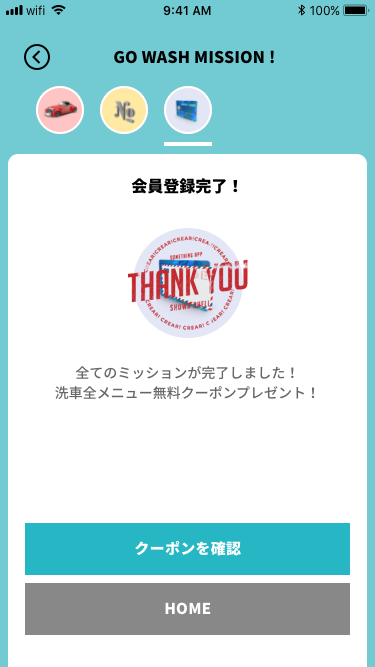 wifi 9:41 AM 100%
GO WASH MISSION !
No
会員登録完了！
SOMETHING APP
THANK YOU
全てのミッションが完了しました！
洗車全メニュー無料クーポンプレゼント！
クーポンを確認
HOME